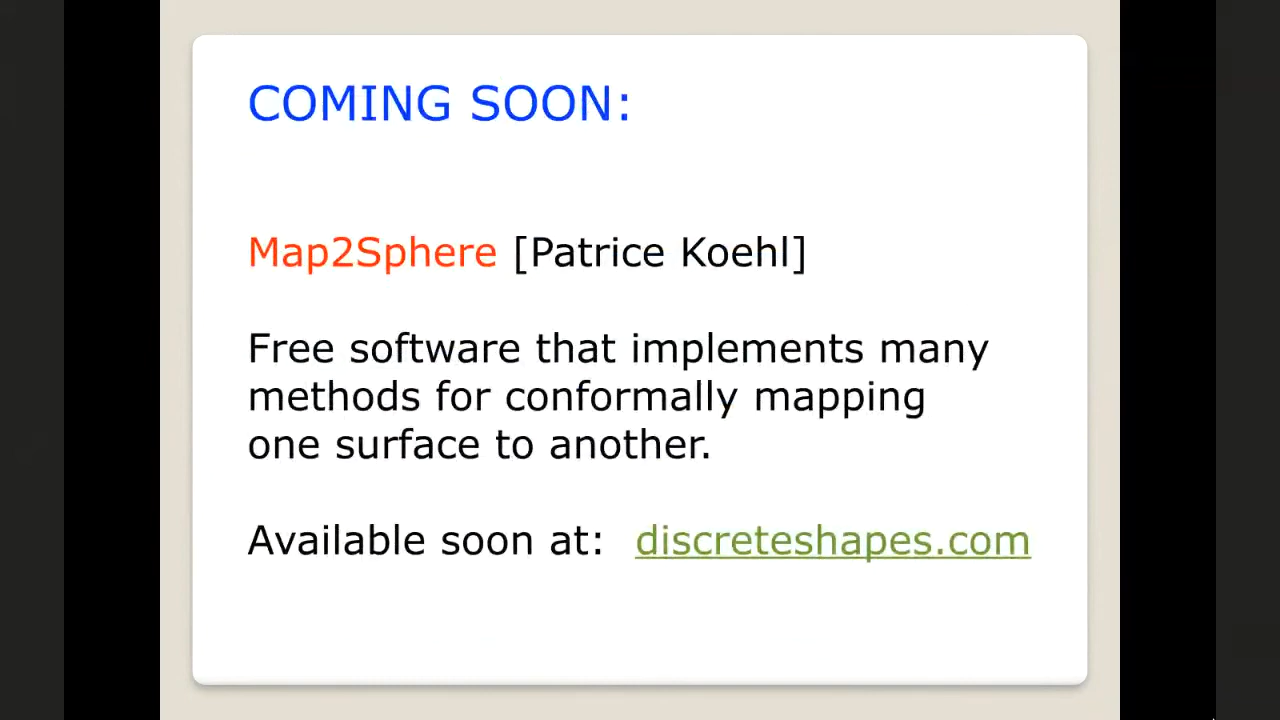 COMING SOON:
Map2Sphere [Patrice Koehl]
Free software that implements many
methods for conformally mapping
one surface to another.
Available soon at: discreteshapes.com